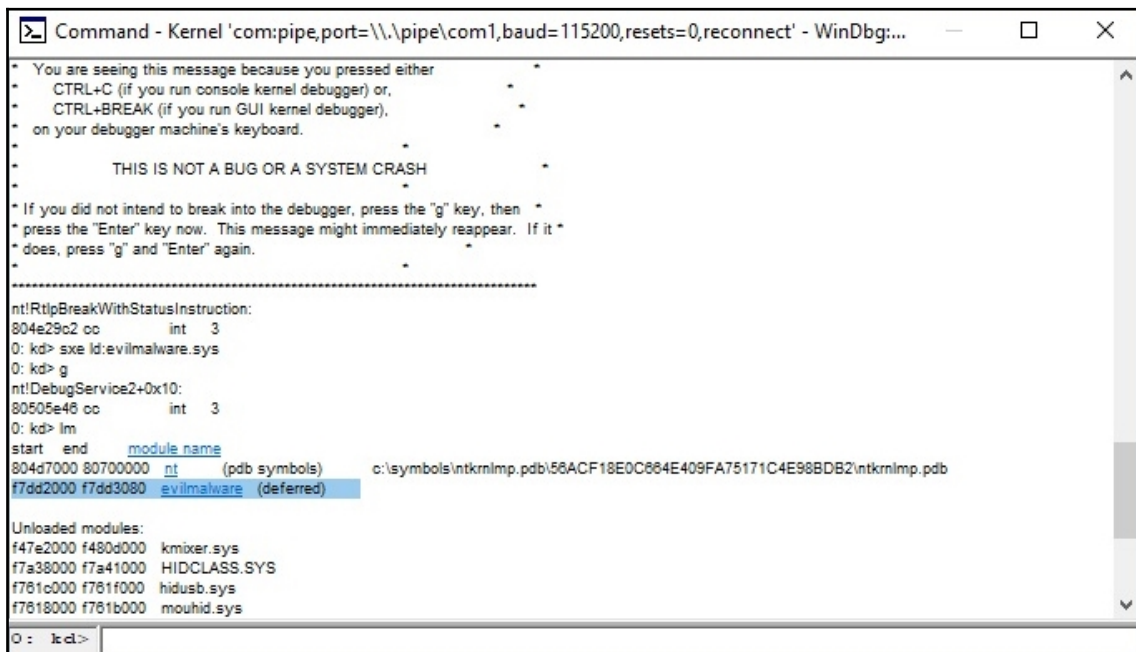 Command - Kernel 'com:pipe,port=\\.\pipe\com1,baud=115200,resets=0,reconnect' - WinDbg:...
* You are seeing this message because you pressed either *
* CTRL+C (if you run console kernel debugger) or, *
* CTRL+BREAK (if you run GUI kernel debugger), *
* on your debugger machine's keyboard. *
* *
* THIS IS NOT A BUG OR A SYSTEM CRASH *
* *
* If you did not intend to break into the debugger, press the "g" key, then *
* press the "Enter" key now. This message might immediately reappear. If it *
* does, press "g" and "Enter" again. *
* *
*******************************************************************************
nt!RtlpBreakWithStatusInstruction:
804e29c2 cc int 3
0: kd> sxe ld:evilmalware.sys
0: kd> g
nt!DebugService2+0x10:
80505e46 cc int 3
0: kd> lm
start end module name
804d7000 80700000 nt (pdb symbols) c:\symbols\ntkrnlmp.pdb\56ACF18E0C664E409FA75171C4E98BDB2\ntkrnlmp.pdb
f7dd2000 f7dd3080 evilmalware (deferred)
Unloaded modules:
f47e2000 f480d000 kmixer.sys
f7a38000 f7a41000 HIDCLASS.SYS
f761c000 f761f000 hidusb.sys
f7618000 f761b000 mouhid.sys
0: kd>